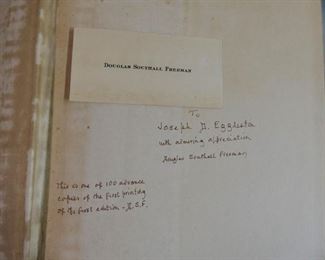 DOUGLAS SOUTHALL FREEMAN
To
Joseph D. Eggleston
with admiring appreciation
Douglas Southall Freeman
This is one of 100 advance
copies of the first printing
of the first edition - D.S.F.